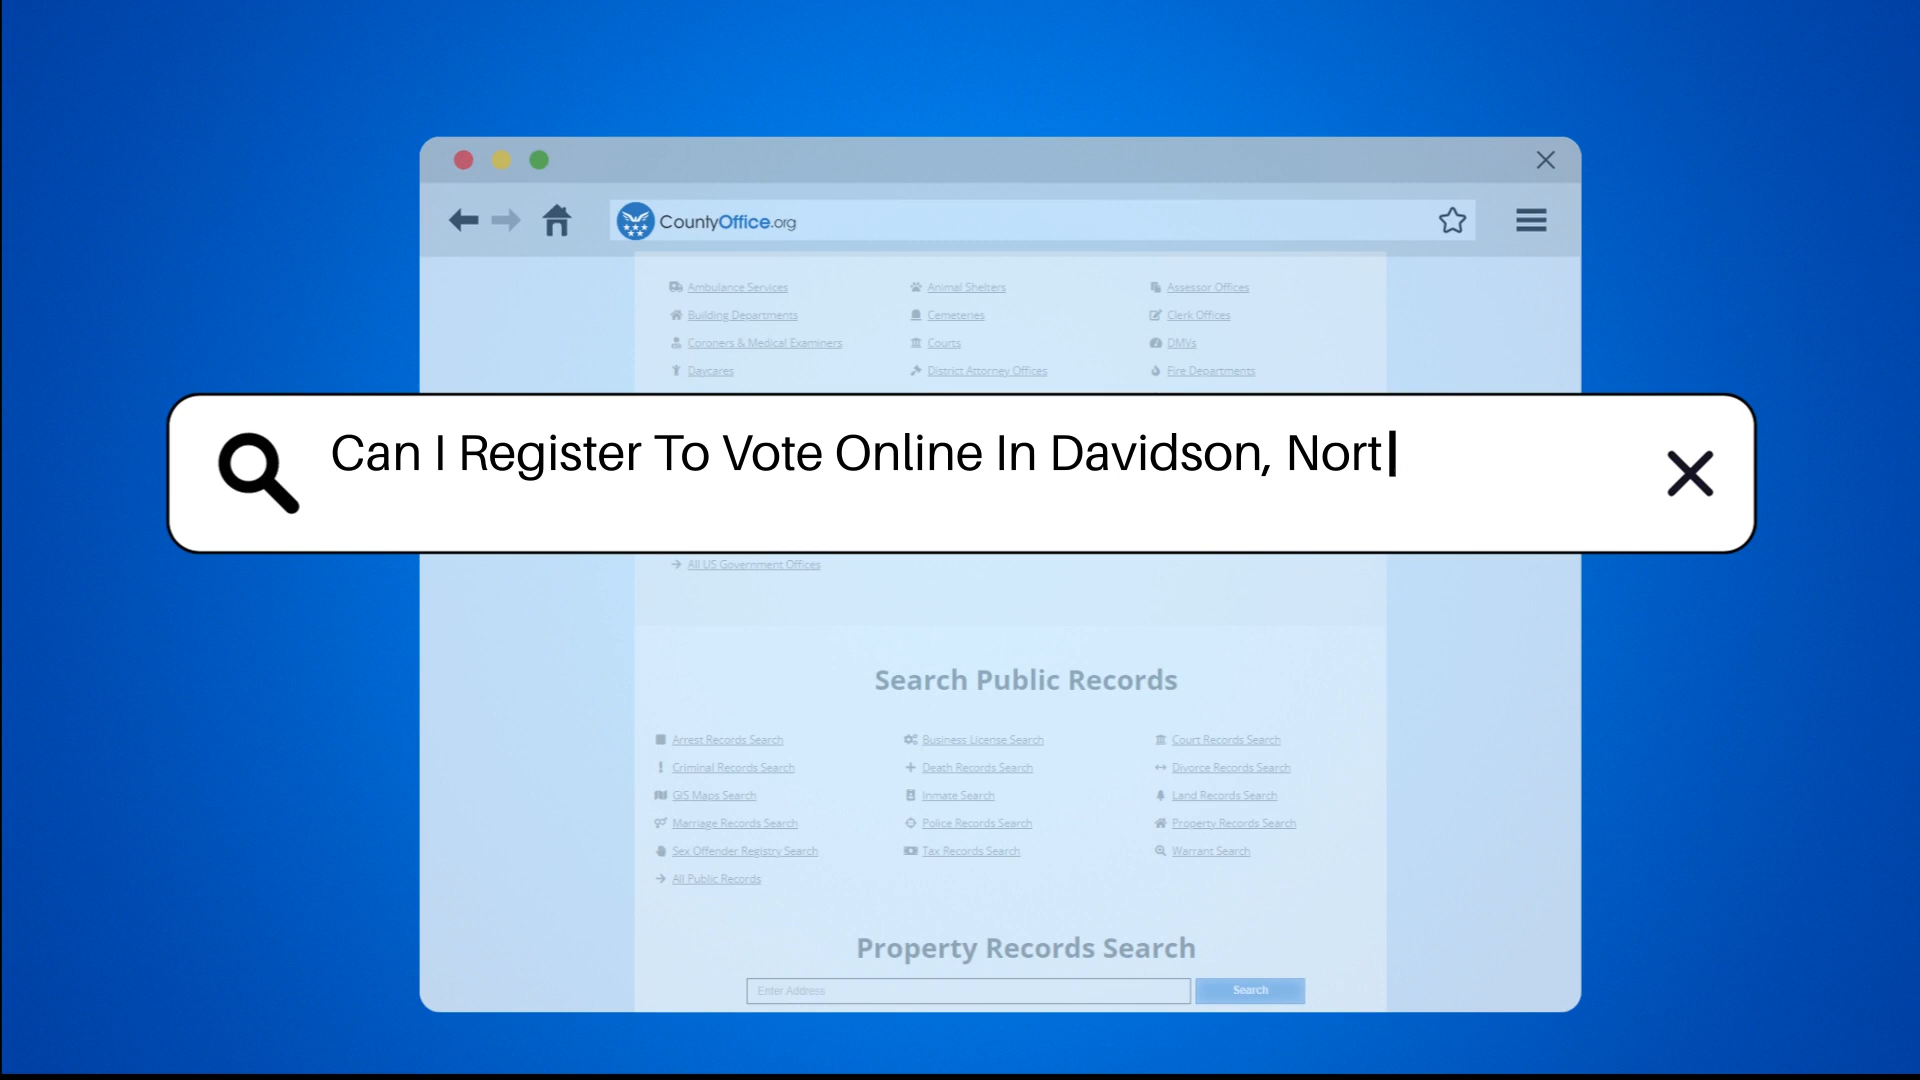 CountyOffice.org
Ambulance Services Animal Shelters Assessor Offices
Building Departments Cemeteries Clerk Offices
Coroners & Medical Examiners Courts DMVs
Daycares District Attorney Offices Fire Departments
Can I Register To Vote Online In Davidson, Nort
All US Government Offices
Search Public Records
Arrest Records Search Business License Search Court Records Search
Criminal Records Search Death Records Search Divorce Records Search
GIS Maps Search Inmate Search Land Records Search
Marriage Records Search Police Records Search Property Records Search
Sex Offender Registry Search Tax Records Search Warrant Search
All Public Records
Property Records Search
Enter Address Search